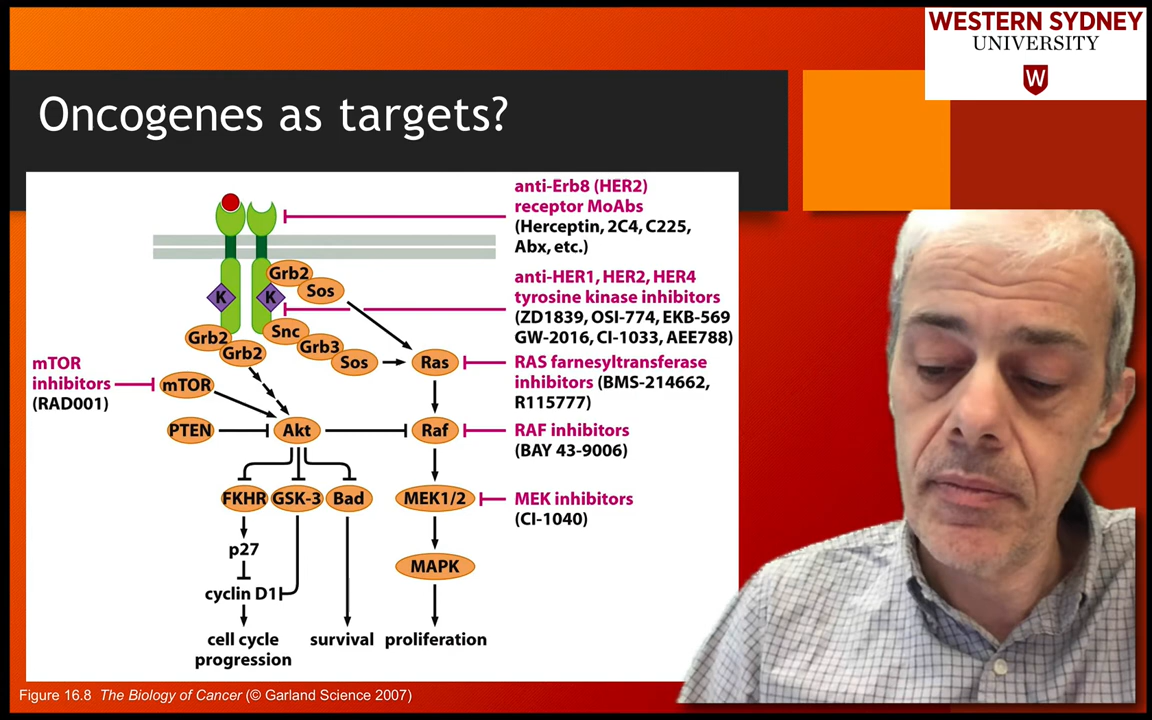 WESTERN SYDNEY
UNIVERSITY
W
Oncogenes as targets?
anti-Erb8 (HER2)
receptor MoAbs
(Herceptin, 2C4, C225,
Abx, etc.)
Grb2
Sos
K
K
anti-HER1, HER2, HER4
tyrosine kinase inhibitors
(ZD1839, OSI-774, EKB-569
GW-2016, CI-1033, AEE788)
Grb2
Grb2
Snc
Grb3
Sos
Ras
RAS farnesyltransferase
inhibitors (BMS-214662,
R115777)
mTOR
inhibitors
(RAD001)
mTOR
PTEN
Akt
Raf
RAF inhibitors
(BAY 43-9006)
FKHR
GSK-3
Bad
MEK1/2
MEK inhibitors
(CI-1040)
p27
MAPK
cyclin D1
cell cycle
progression
survival
proliferation
Figure 16.8 The Biology of Cancer (© Garland Science 2007)